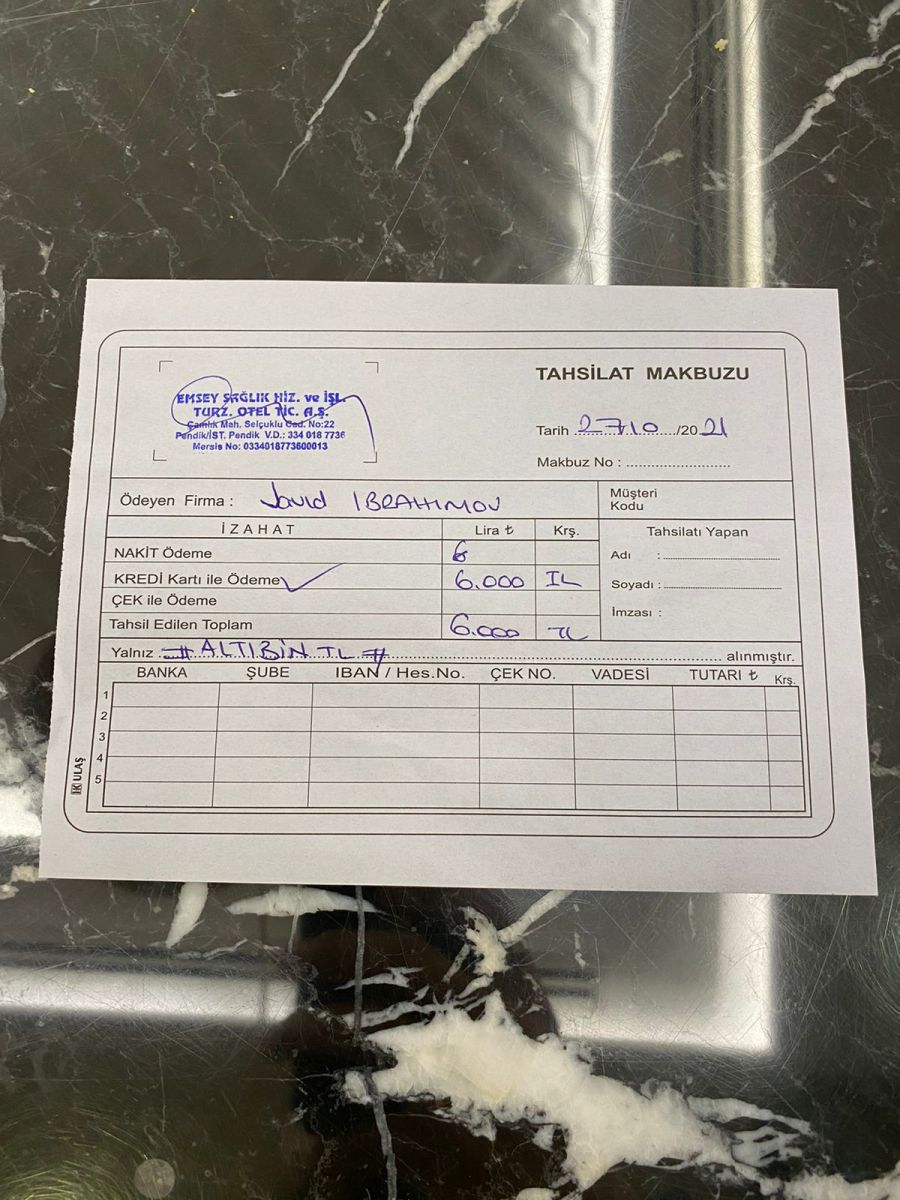 EMSEY SAĞLIK HİZ. ve İŞL.
TURZ. OTEL TİC. A.Ş.
Çamlık Mah. Selçuklu Cad. No:22
Pendik/İST. Pendik V.D.: 334 018 7736
Mersis No: 0334018773600013
TAHSİLAT MAKBUZU
Tarih 2710/2021
Makbuz No :
Ödeyen Firma : Javid IBRAHIMOV
Müşteri
Kodu
İZAHAT Lira ₺ Krş.
Tahsilatı Yapan
NAKİT Ödeme 6
Adı :
KREDİ Kartı ile Ödeme 6.000 TL
Soyadı :
ÇEK ile Ödeme
İmzası :
Tahsil Edilen Toplam 6.000 TL
Yalnız # ALTIBİN TL # alınmıştır.
BANKA ŞUBE IBAN / Hes.No. ÇEK NO. VADESİ TUTARI ₺ Krş.
1
2
3
4
5
ULAŞ